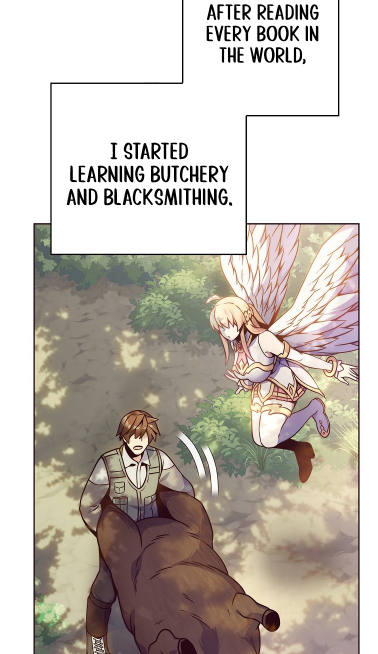 AFTER READING
EVERY BOOK IN
THE WORLD,
I STARTED
LEARNING BUTCHERY
AND BLACKSMITHING.